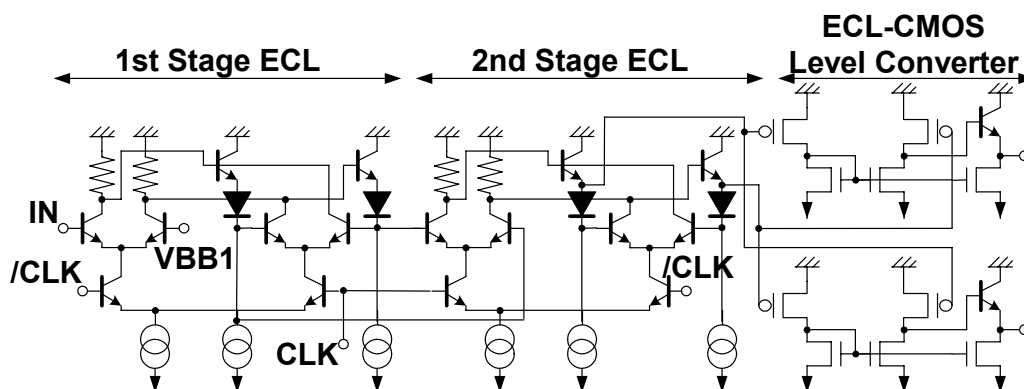 1st Stage ECL
2nd Stage ECL
ECL-CMOS
Level Converter
IN
VBB1
/CLK
/CLK
CLK